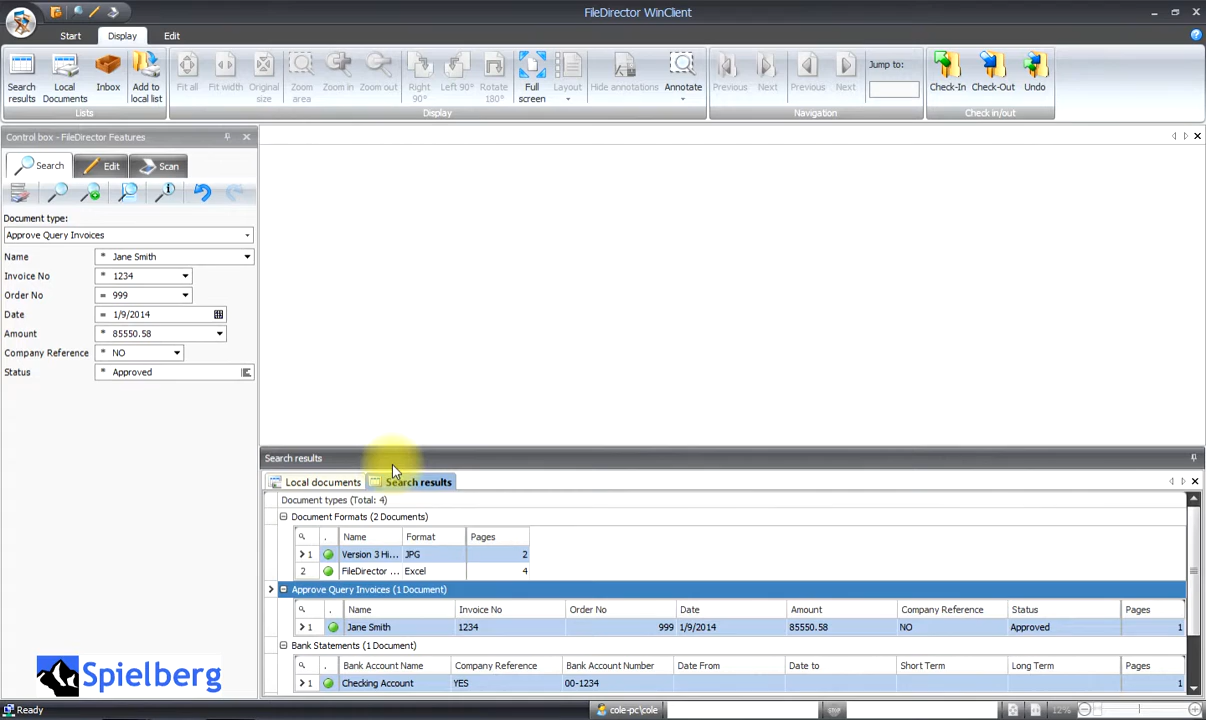 FileDirector WinClient
Start Display Edit
Search results Local Documents Inbox Add to local list
Fit all Fit width Original size Zoom area Zoom in Zoom out Right 90° Left 90° Rotate 180° Full screen Layout Hide annotations Annotate
Previous Next Previous Next Jump to:
Check-In Check-Out Undo
Lists Display Navigation Check in/out
Control box - FileDirector Features
Search Edit Scan
Document type:
Approve Query Invoices
Name * Jane Smith
Invoice No * 1234
Order No = 999
Date = 1/9/2014
Amount * 85550.58
Company Reference * NO
Status * Approved
Search results
Local documents Search results
Document types (Total: 4)
Document Formats (2 Documents)
. Name Format Pages
1 Version 3 Hi... JPG 2
2 FileDirector ... Excel 4
Approve Query Invoices (1 Document)
. Name Invoice No Order No Date Amount Company Reference Status Pages
1 Jane Smith 1234 999 1/9/2014 85550.58 NO Approved 1
Bank Statements (1 Document)
. Bank Account Name Company Reference Bank Account Number Date From Date to Short Term Long Term Pages
1 Checking Account YES 00-1234 1
Spielberg
Ready cole-pc\cole 12%